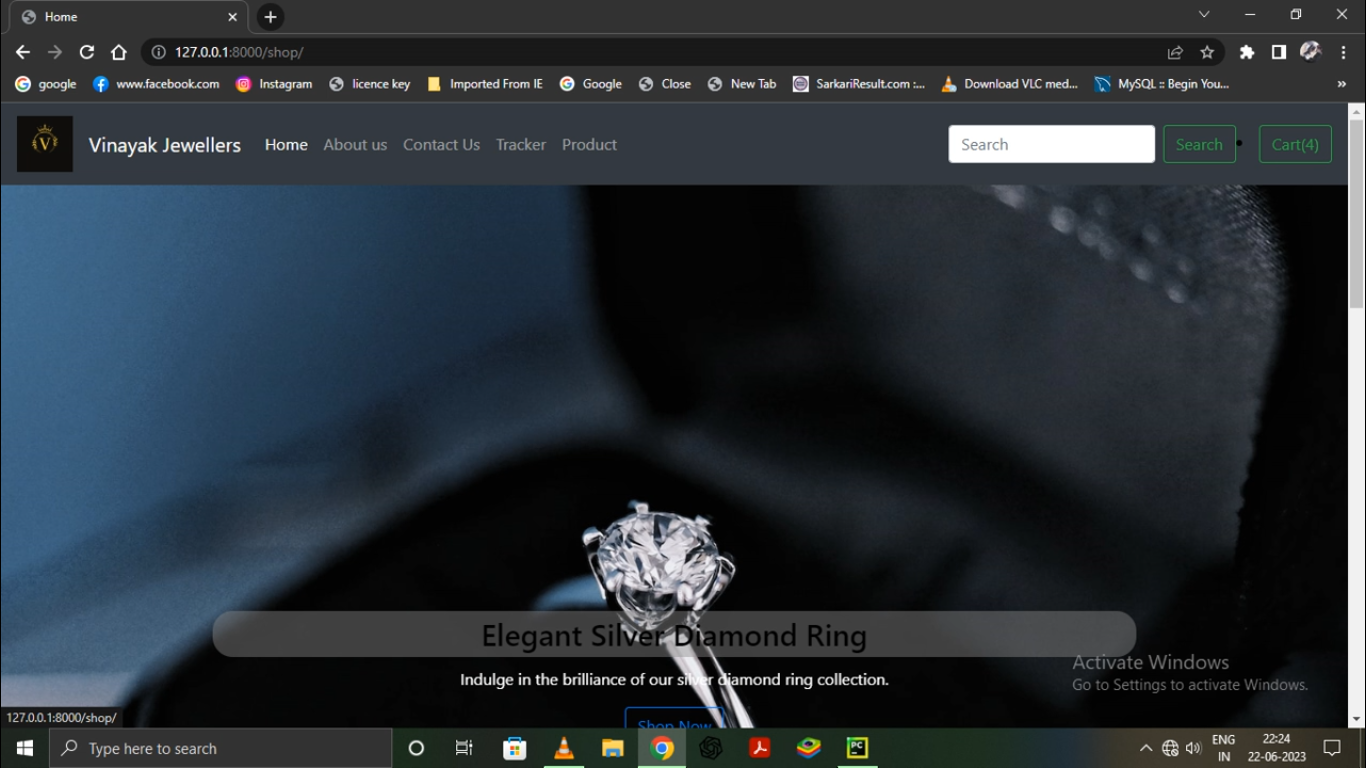 Home
127.0.0.1:8000/shop/
google www.facebook.com Instagram licence key Imported From IE Google Close New Tab SarkariResult.com :... Download VLC med... MySQL :: Begin You... »
V Vinayak Jewellers Home About us Contact Us Tracker Product Search Search Cart(4)
Elegant Silver Diamond Ring
Indulge in the brilliance of our silver diamond ring collection.
Shop Now
Activate Windows
Go to Settings to activate Windows.
127.0.0.1:8000/shop/
Type here to search
PC
ENG
IN
22:24
22-06-2023